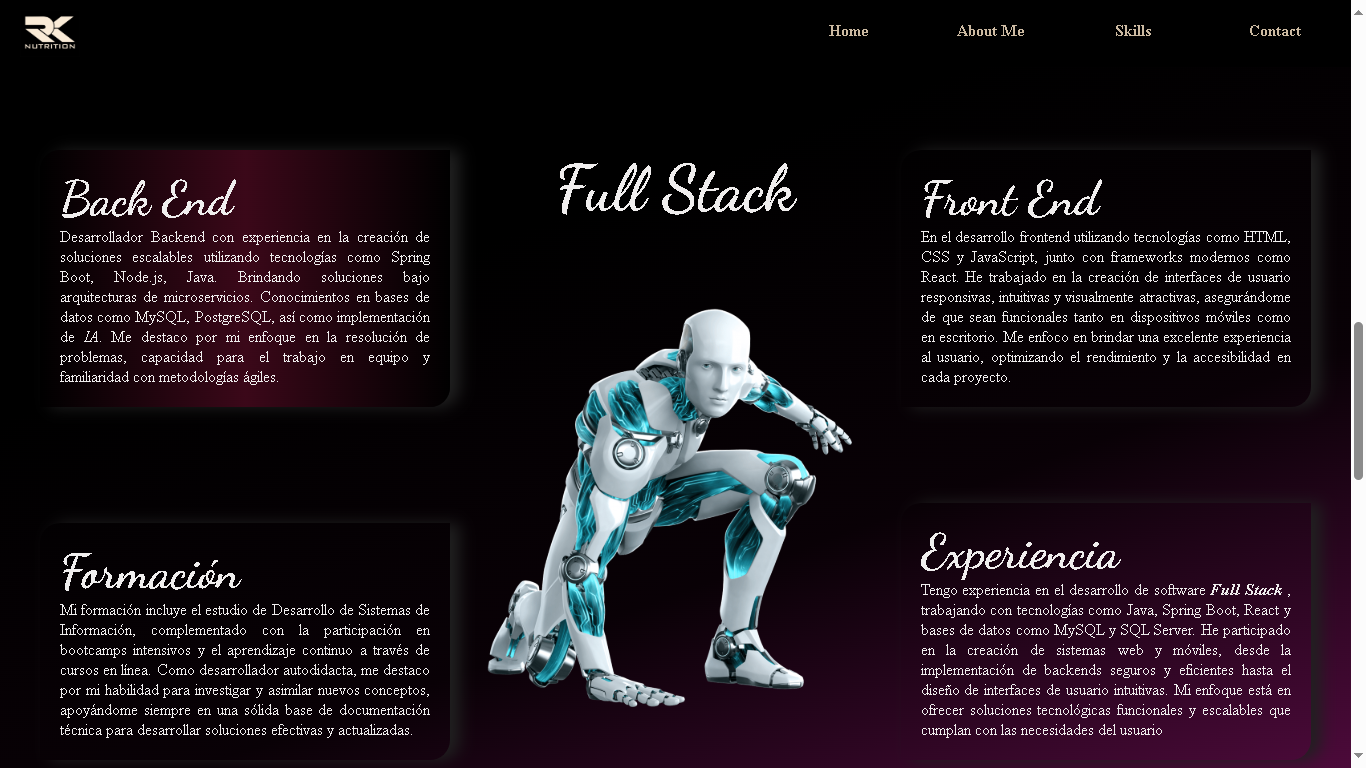 RK
NUTRITION
Home
About Me
Skills
Contact
Back End
Desarrollador Backend con experiencia en la creación de
soluciones escalables utilizando tecnologías como Spring
Boot, Node.js, Java. Brindando soluciones bajo
arquitecturas de microservicios. Conocimientos en bases de
datos como MySQL, PostgreSQL, así como implementación
de IA. Me destaco por mi enfoque en la resolución de
problemas, capacidad para el trabajo en equipo y
familiaridad con metodologías ágiles.
Full Stack
Front End
En el desarrollo frontend utilizando tecnologías como HTML,
CSS y JavaScript, junto con frameworks modernos como
React. He trabajado en la creación de interfaces de usuario
responsivas, intuitivas y visualmente atractivas, asegurándome
de que sean funcionales tanto en dispositivos móviles como
en escritorio. Me enfoco en brindar una excelente experiencia
al usuario, optimizando el rendimiento y la accesibilidad en
cada proyecto.
Formación
Mi formación incluye el estudio de Desarrollo de Sistemas de
Información, complementado con la participación en
bootcamps intensivos y el aprendizaje continuo a través de
cursos en línea. Como desarrollador autodidacta, me destaco
por mi habilidad para investigar y asimilar nuevos conceptos,
apoyándome siempre en una sólida base de documentación
técnica para desarrollar soluciones efectivas y actualizadas.
Experiencia
Tengo experiencia en el desarrollo de software Full Stack ,
trabajando con tecnologías como Java, Spring Boot, React y
bases de datos como MySQL y SQL Server. He participado
en la creación de sistemas web y móviles, desde la
implementación de backends seguros y eficientes hasta el
diseño de interfaces de usuario intuitivas. Mi enfoque está en
ofrecer soluciones tecnológicas funcionales y escalables que
cumplan con las necesidades del usuario